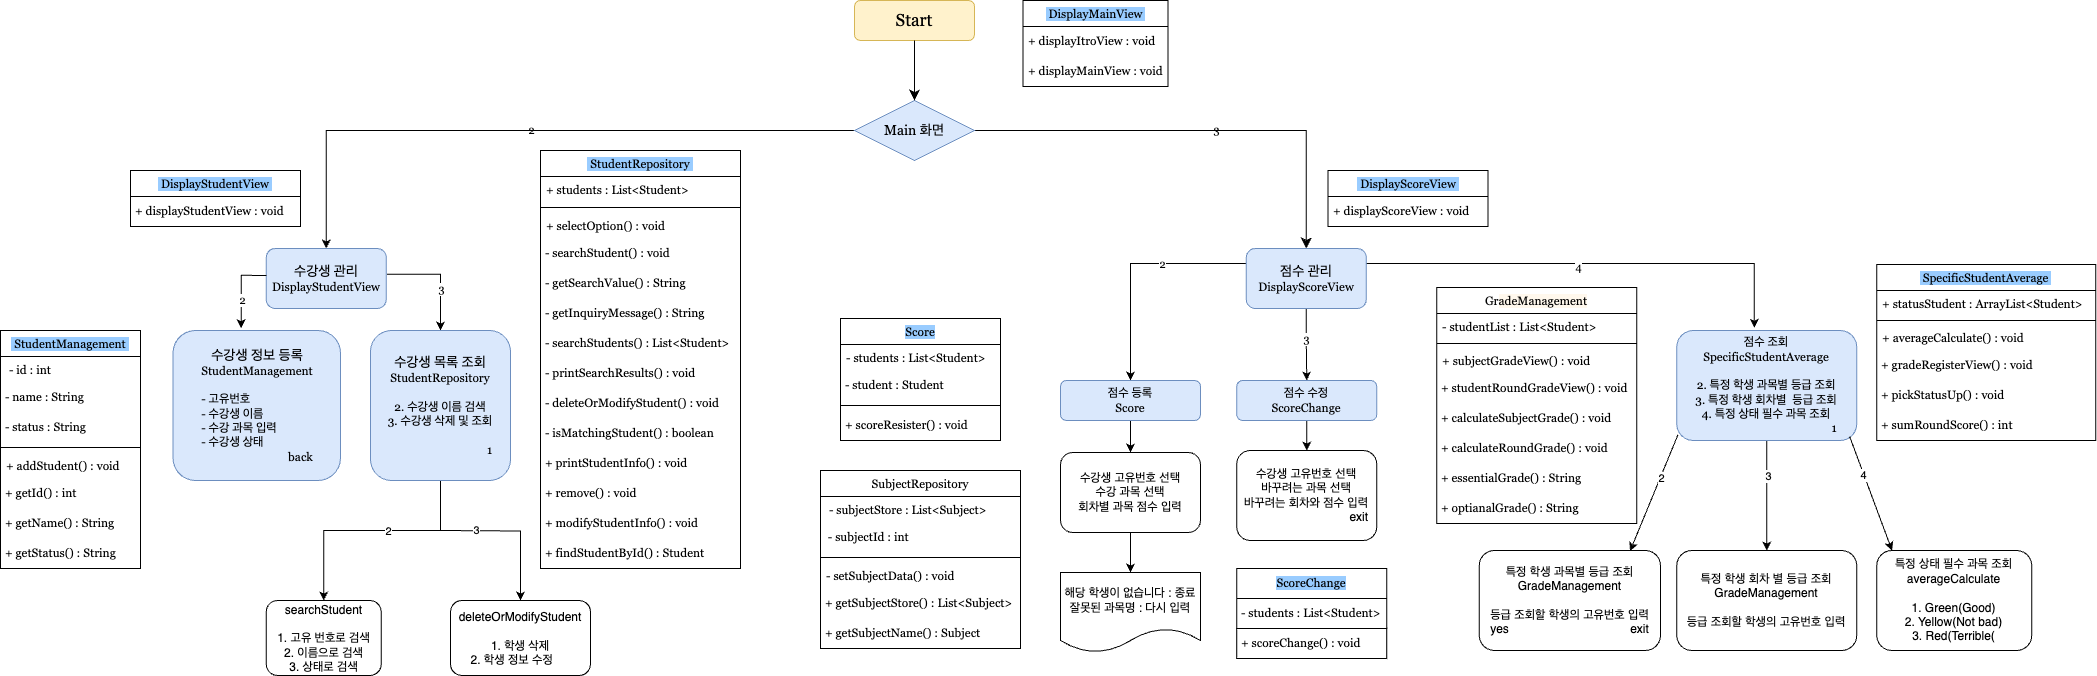 Start
DisplayMainView
+ displayItroView : void
+ displayMainView : void
Main 화면
2
3
DisplayStudentView
+ displayStudentView : void
StudentRepository
+ students : List<Student>
+ selectOption() : void
- searchStudent() : void
- getSearchValue() : String
- getInquiryMessage() : String
- searchStudents() : List<Student>
- printSearchResults() : void
- deleteOrModifyStudent() : void
- isMatchingStudent() : boolean
+ printStudentInfo() : void
+ remove() : void
+ modifyStudentInfo() : void
+ findStudentById() : Student
DisplayScoreView
+ displayScoreView : void
수강생 관리
DisplayStudentView
2
3
StudentManagement
- id : int
- name : String
- status : String
+ addStudent() : void
+ getId() : int
+ getName() : String
+ getStatus() : String
수강생 정보 등록
StudentManagement
- 고유번호
- 수강생 이름
- 수강 과목 입력
- 수강생 상태
back
수강생 목록 조회
StudentRepository
2. 수강생 이름 검색
3. 수강생 삭제 및 조회
1
2
3
searchStudent
1. 고유 번호로 검색
2. 이름으로 검색
3. 상태로 검색
deleteOrModifyStudent
1. 학생 삭제
2. 학생 정보 수정
점수 관리
DisplayScoreView
2
3
4
Score
- students : List<Student>
- student : Student
+ scoreResister() : void
SubjectRepository
- subjectStore : List<Subject>
- subjectId : int
- setSubjectData() : void
+ getSubjectStore() : List<Subject>
+ getSubjectName() : Subject
점수 등록
Score
수강생 고유번호 선택
수강 과목 선택
회차별 과목 점수 입력
해당 학생이 없습니다 : 종료
잘못된 과목명 : 다시 입력
점수 수정
ScoreChange
수강생 고유번호 선택
바꾸려는 과목 선택
바꾸려는 회차와 점수 입력
exit
ScoreChange
- students : List<Student>
+ scoreChange() : void
GradeManagement
- studentList : List<Student>
+ subjectGradeView() : void
+ studentRoundGradeView() : void
+ calculateSubjectGrade() : void
+ calculateRoundGrade() : void
+ essentialGrade() : String
+ optianalGrade() : String
점수 조회
SpecificStudentAverage
2. 특정 학생 과목별 등급 조회
3. 특정 학생 회차별 등급 조회
4. 특정 상태 필수 과목 조회
1
SpecificStudentAverage
+ statusStudent : ArrayList<Student>
+ averageCalculate() : void
+ gradeRegisterView() : void
+ pickStatusUp() : void
+ sumRoundScore() : int
2
3
4
특정 학생 과목별 등급 조회
GradeManagement
등급 조회할 학생의 고유번호 입력
yes exit
특정 학생 회차 별 등급 조회
GradeManagement
등급 조회할 학생의 고유번호 입력
특정 상태 필수 과목 조회
averageCalculate
1. Green(Good)
2. Yellow(Not bad)
3. Red(Terrible(